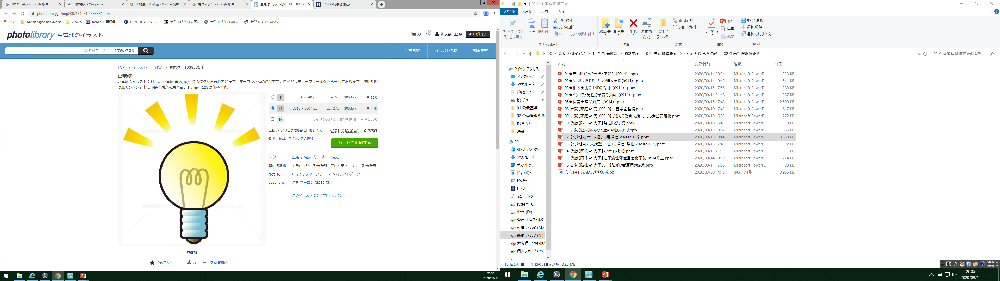 2014年 平成 - Google 検索
田村憲久 - Wikipedia
田村憲久 石破派 - Google 検索
電球 イラスト - Google 検索
豆電球 イラスト素材 [ 1338381 ] -
iJAMP -時事通信社-
photolibrary.jp/img200/134974_1338381.html
アプリ My managed bookmarks いろいろ iJAMP -時事通信社- HUNTER（ハンター... 新型コロナウイルス 国... 新型コロナウイルス(C... 新型コロナウイルス感...
photolibrary 豆電球のイラスト
カート 0 新規会員登録 ログイン
除外ワード 全てのカテゴリ
写真素材 イラスト素材 動画素材
TOP > イラスト > 雑貨 > 豆電球 [ 1338381 ]
豆電球
豆電球のイラスト素材 は、豆電球,電気,光,灯りのタグが含まれています。すーロンさんの作品です。ロイヤリティーフリー画像を販売しております。使用期限
は無くクレジットも不要で商業利用できます。会員登録は無料です。
S 584 x 640 px 4×5cm (300dpi) ¥ 110
M 3018 x 3307 px 25×27cm (300dpi) ¥ 330
Ex ライセンス(利用用途)を追加 + ¥ 5500
上記サイズはピクセル数と印刷サイズ 合計税込金額 ¥ 330
利用範囲とライセンスの追加
カートに追加する
タグ 豆電球 電気 光 すべて見る
契約情報 モデルリリース:未確認 プロパティーリリース:未確認
販売形式 ロイヤリティーフリー JPEG イラストデータ
copyright 作者 すーロン (2215 枚)
このイラストについて問い合わせ
photolibrary
photolibrary
photolibrary
photolibrary
豆電球
お気に入り カンプデータ 画質確認
20:35
2020/09/15
02 企画管理班修正後
ファイル ホーム 共有 表示
クイック アクセスにピン留め
コピー
貼り付け
切り取り
パスのコピー
ショートカットの貼り付け
クリップボード
移動先 コピー先 削除 名前の変更
整理
新しいフォルダー
新しい項目
ショートカット
新規
プロパティ
開く
編集
履歴
開く
すべて選択
選択解除
選択の切り替え
選択
PC > 部局フォルダ (N:) > 12_福祉保健部 > R02年度 > 070_県政推進指針 > 07 企画管理班推敲 > 02 企画管理班修正後
02 企画管理班修正後の検索
クイック アクセス
デスクトップ
ダウンロード
ドキュメント
ピクチャ
01 公表基準
02 企画管理班修
記者会見
議会
PC
3D オブジェクト
ダウンロード
デスクトップ
ドキュメント
ピクチャ
ビデオ
ミュージック
system (C:)
data (D:)
全庁共有フォルダ
所属フォルダ (M:)
部局フォルダ (N:)
大分県 (¥¥vt-out
個人フォルダ (R:)
名前 更新日時 種類 サイズ
01★若い世代への啓発・不妊S（0914）.pptx 2020/09/14 20:24 Microsoft PowerP... 323 KB
02★クーポン紙おむつミルク購入支援(0914）.pptx 2020/09/14 19:42 Microsoft PowerP... 541 KB
03★相談支援のLINEの活用（0914）.pptx 2020/09/15 17:56 Microsoft PowerP... 288 KB
04★イクボス・男性の子育て参画（0914）.pptx 2020/09/14 21:48 Microsoft PowerP... 387 KB
05★保育士確保対策（0914）.pptx 2020/09/15 17:48 Microsoft PowerP... 2,500 KB
08_吉賀【家庭✔完了0910】二豊学園整備.pptx 2020/09/10 17:43 Microsoft PowerP... 617 KB
09_吉賀【家庭✔完了0910】子どもの朝食支援・子ども食堂安定化.pptx 2020/09/10 16:53 Microsoft PowerP... 272 KB
10_後藤【障害✔完了】発達障がい児.pptx 2020/09/10 15:41 Microsoft PowerP... 339 KB
11_吉賀【健康】みんなで進める健康づくり.pptx 2020/09/15 18:02 Microsoft PowerP... 566 KB
12_【高齢】オンライン通いの場推進_20200915案.pptx 2020/09/15 18:44 Microsoft PowerP... 3,368 KB
13_【高齢】自立支援型サービスの推進・強化_20200915案.pptx 2020/09/15 17:43 Microsoft PowerP... 92 KB
14_後藤【医政✔完了】オンライン診療.pptx 2020/09/11 21:11 Microsoft PowerP... 311 KB
15_後藤【国保✔完了】糖尿病性腎症重症化予防_0914修正.pptx 2020/09/14 19:59 Microsoft PowerP... 1,774 KB
16_吉賀【障社✔完了0911】障がい者雇用の促進.pptx 2020/09/11 17:55 Microsoft PowerP... 103 KB
安心1-(1)おおいたパパくらぶ.jpg 2020/03/30 14:16 JPG ファイル 10,965 KB
15 個の項目 1 個の項目を選択 3.28 MB
A CAPS
KANA
20:35
2020/09/15